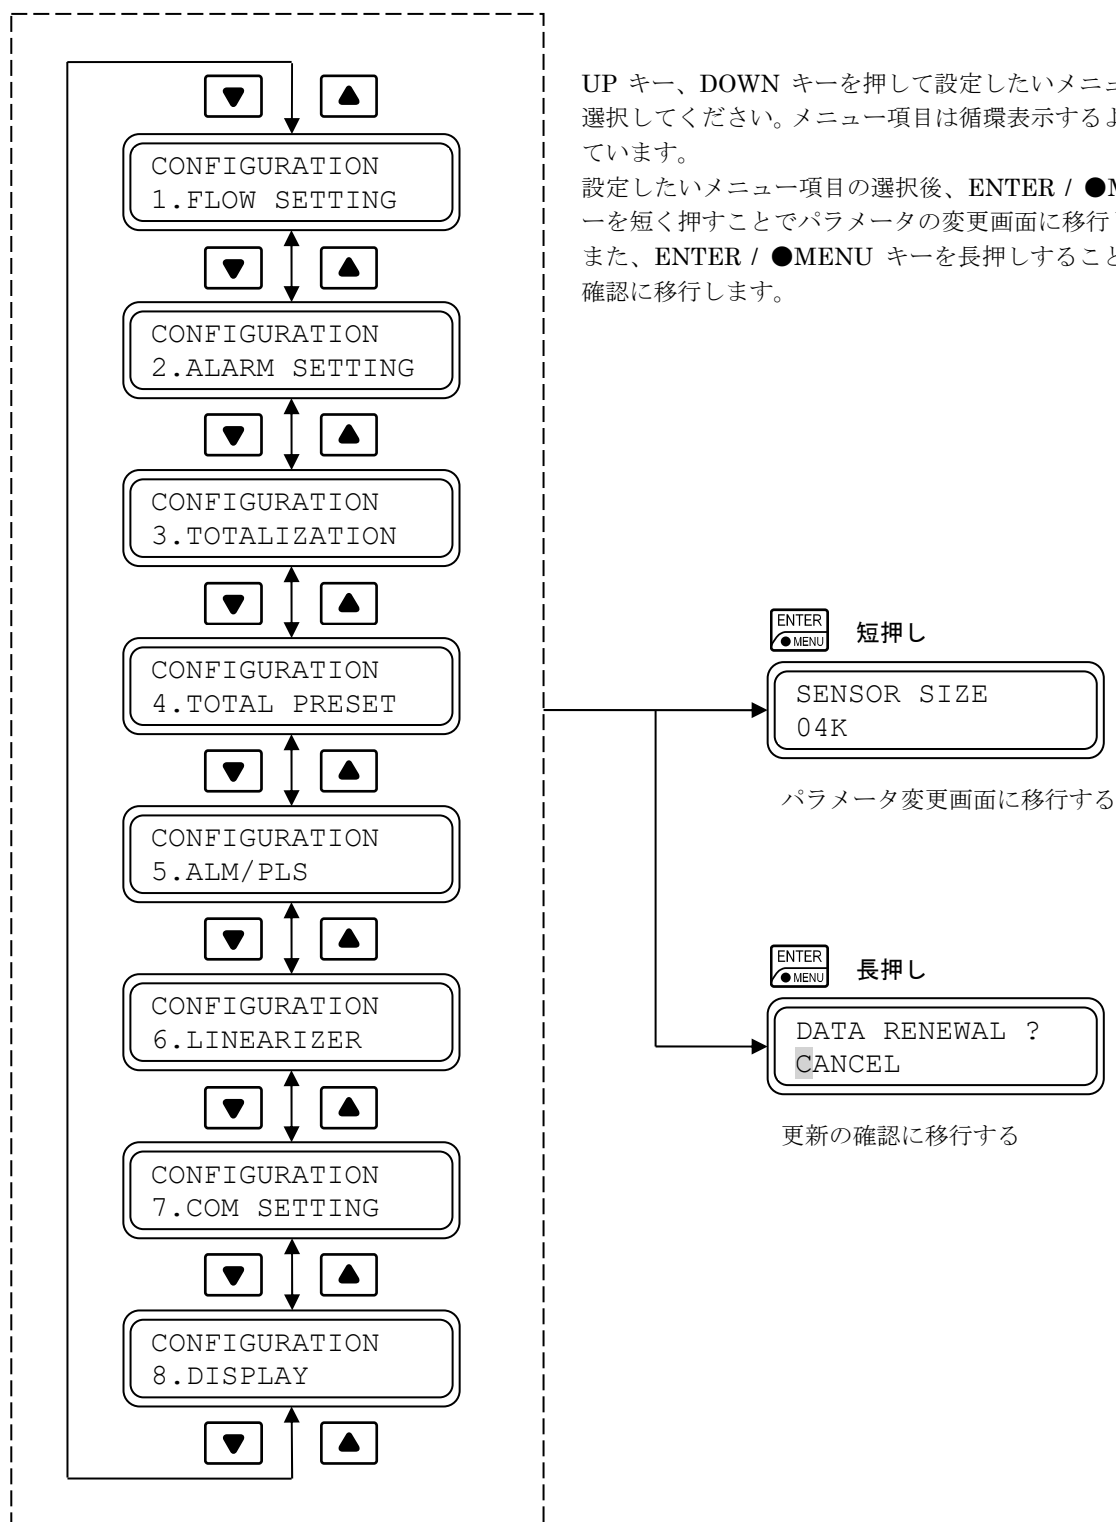 CONFIGURATION
1.FLOW SETTING
CONFIGURATION
2.ALARM SETTING
CONFIGURATION
3.TOTALIZATION
CONFIGURATION
4.TOTAL PRESET
CONFIGURATION
5.ALM/PLS
CONFIGURATION
6.LINEARIZER
CONFIGURATION
7.COM SETTING
CONFIGURATION
8.DISPLAY
UP キー、DOWN キーを押して設定したいメニュ
選択してください。メニュー項目は循環表示するよ
ています。
設定したいメニュー項目の選択後、ENTER / ●M
ーを短く押すことでパラメータの変更画面に移行
また、ENTER / ●MENU キーを長押しすること
確認に移行します。
ENTER
●MENU
短押し
SENSOR SIZE
04K
パラメータ変更画面に移行する
ENTER
●MENU
長押し
DATA RENEWAL ?
CANCEL
更新の確認に移行する